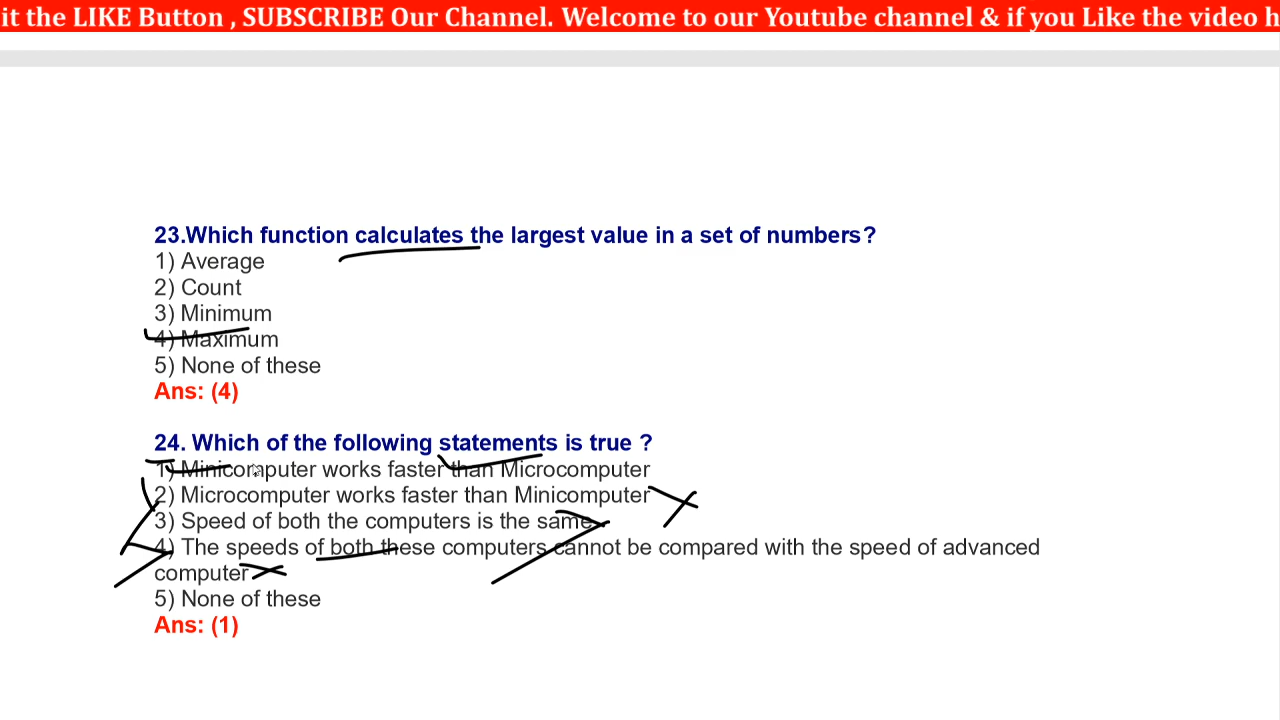 it the LIKE Button , SUBSCRIBE Our Channel. Welcome to our Youtube channel & if you Like the video h
23.Which function calculates the largest value in a set of numbers?
1) Average
2) Count
3) Minimum
4) Maximum
5) None of these
Ans: (4)
24. Which of the following statements is true ?
1) Minicomputer works faster than Microcomputer
2) Microcomputer works faster than Minicomputer
3) Speed of both the computers is the same
4) The speeds of both these computers cannot be compared with the speed of advanced
computer
5) None of these
Ans: (1)